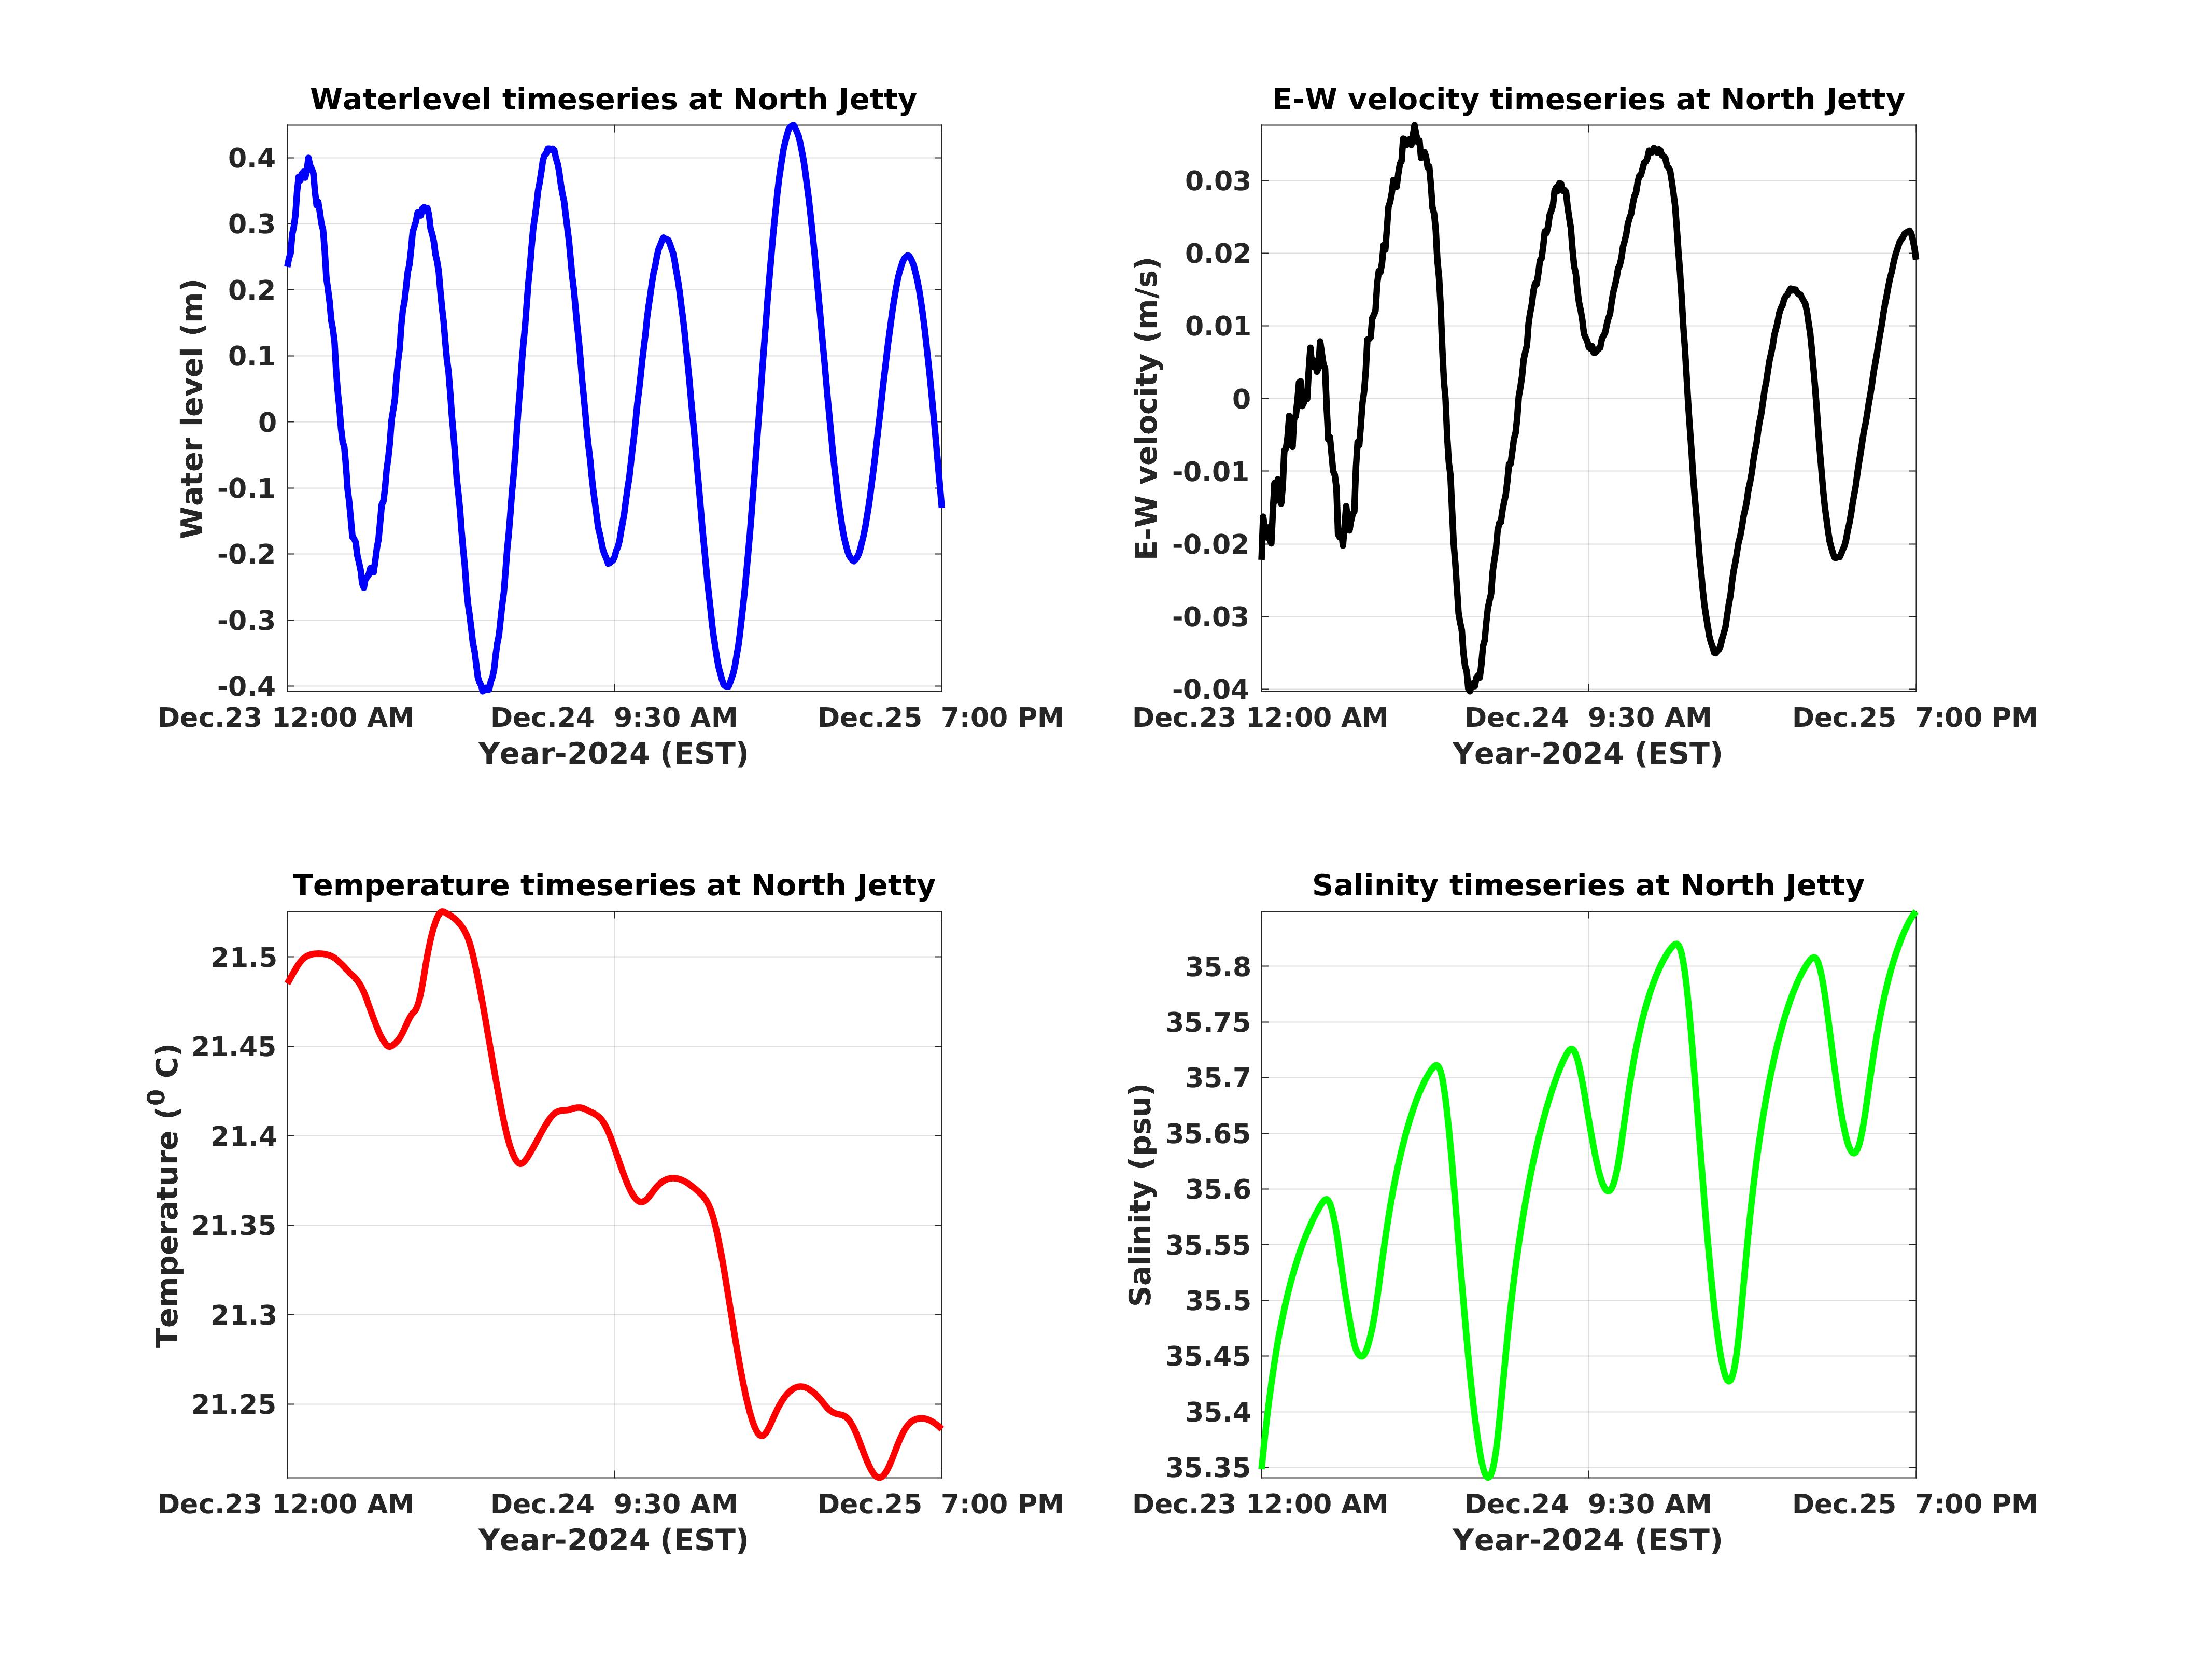 Waterlevel timeseries at North Jetty
Water level (m)
0.4
0.3
0.2
0.1
0
-0.1
-0.2
-0.3
-0.4
Dec.23 12:00 AM Dec.24 9:30 AM Dec.25 7:00 PM
Year-2024 (EST)
E-W velocity timeseries at North Jetty
E-W velocity (m/s)
0.03
0.02
0.01
0
-0.01
-0.02
-0.03
-0.04
Dec.23 12:00 AM Dec.24 9:30 AM Dec.25 7:00 PM
Year-2024 (EST)
Temperature timeseries at North Jetty
Temperature (⁰ C)
21.5
21.45
21.4
21.35
21.3
21.25
Dec.23 12:00 AM Dec.24 9:30 AM Dec.25 7:00 PM
Year-2024 (EST)
Salinity timeseries at North Jetty
Salinity (psu)
35.8
35.75
35.7
35.65
35.6
35.55
35.5
35.45
35.4
35.35
Dec.23 12:00 AM Dec.24 9:30 AM Dec.25 7:00 PM
Year-2024 (EST)